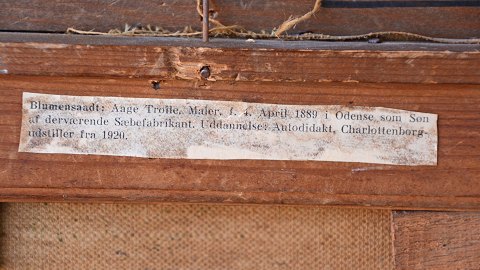 Blumensaadt: Aage Trolle, Maler, f. 4. April 1889 i Odense som Søn
af derværende Sæbefabrikant. Uddannelse: Autodidakt, Charlottenborg-
udstiller fra 1920.